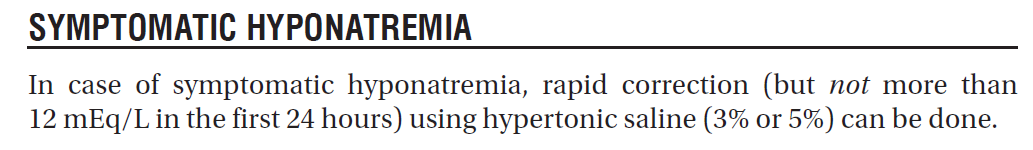 SYMPTOMATIC HYPONATREMIA
In case of symptomatic hyponatremia, rapid correction (but not more than
12 mEq/L in the first 24 hours) using hypertonic saline (3% or 5%) can be done.